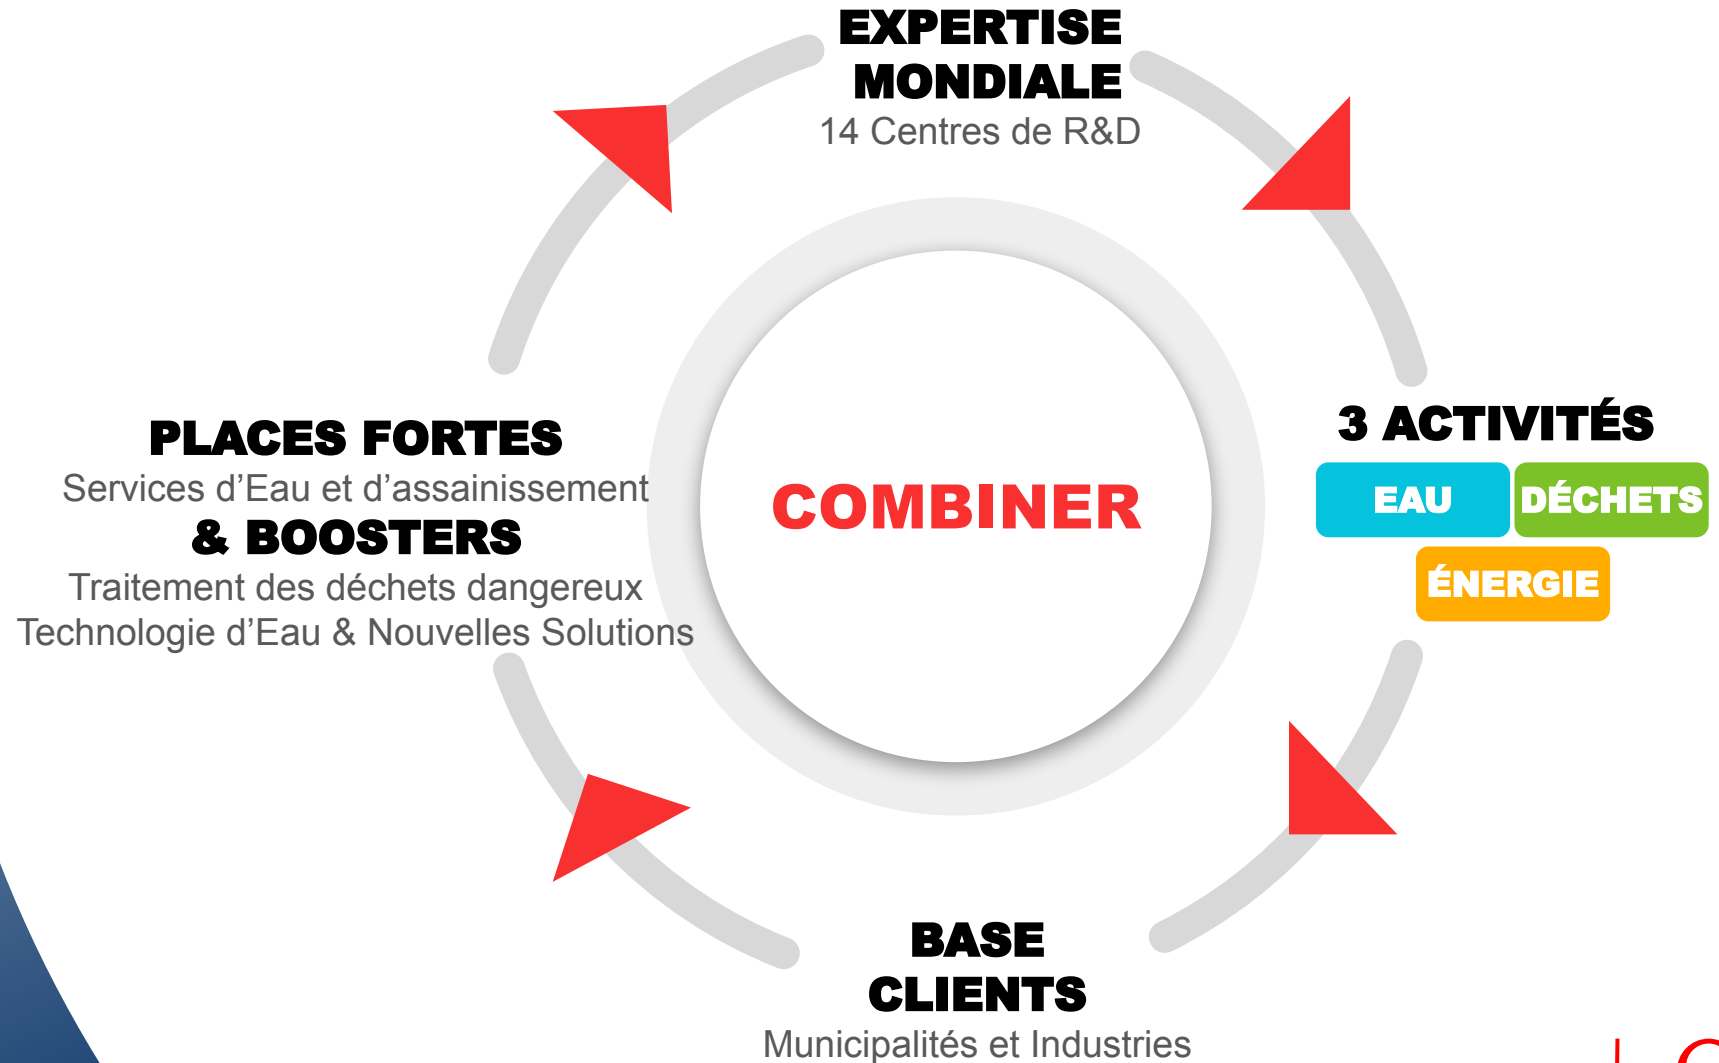 EXPERTISE
MONDIALE
14 Centres de R&D
3 ACTIVITÉS
EAU
DÉCHETS
ÉNERGIE
BASE
CLIENTS
Municipalités et Industries
PLACES FORTES
Services d’Eau et d’assainissement
& BOOSTERS
Traitement des déchets dangereux
Technologie d’Eau & Nouvelles Solutions
COMBINER